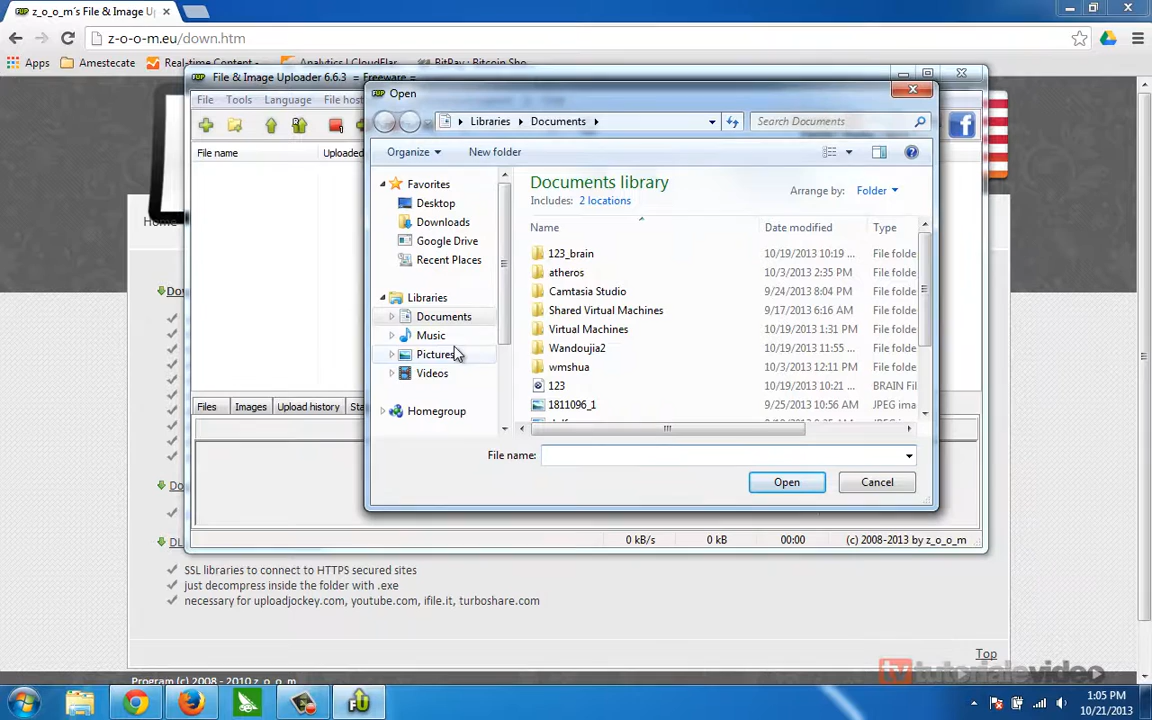 z_o_o_m's File & Image Up
z-o-o-m.eu/down.htm
Apps
Amestecate
Real-time Content -
Analytics | CloudFlar
BitPay : Bitcoin Sho
File & Image Uploader 6.6.3 = Freeware =
File
Tools
Language
File host
File name
Uploaded
Open
Libraries
Documents
Search Documents
Organize
New folder
Favorites
Desktop
Downloads
Google Drive
Recent Places
Libraries
Documents
Music
Pictures
Videos
Homegroup
Documents library
Includes: 2 locations
Arrange by: Folder
Name
Date modified
Type
123_brain
10/19/2013 10:19 ...
File folde
atheros
10/3/2013 2:35 PM
File folde
Camtasia Studio
9/24/2013 8:04 PM
File folde
Shared Virtual Machines
9/17/2013 6:16 AM
File folde
Virtual Machines
10/19/2013 1:31 PM
File folde
Wandoujia2
10/19/2013 11:55 ...
File folde
wmshua
10/9/2013 9:41 PM
File folde
123
10/19/2013 10:21 ...
BRAIN Fil
1811096_1
9/25/2013 10:56 AM
JPEG ima
File name:
Open
Cancel
Home
Dow
Do
DL
Files
Images
Upload history
Sta
0 kB/s
0 kB
00:00
(c) 2008-2013 by z_o_o_m
SSL libraries to connect to HTTPS secured sites
just decompress inside the folder with .exe
necessary for uploadjockey.com, youtube.com, ifile.it, turboshare.com
Top
Program (c) 2008 - 2010 z_o_o_m
tv tutorialevideo
1:05 PM
10/21/2013